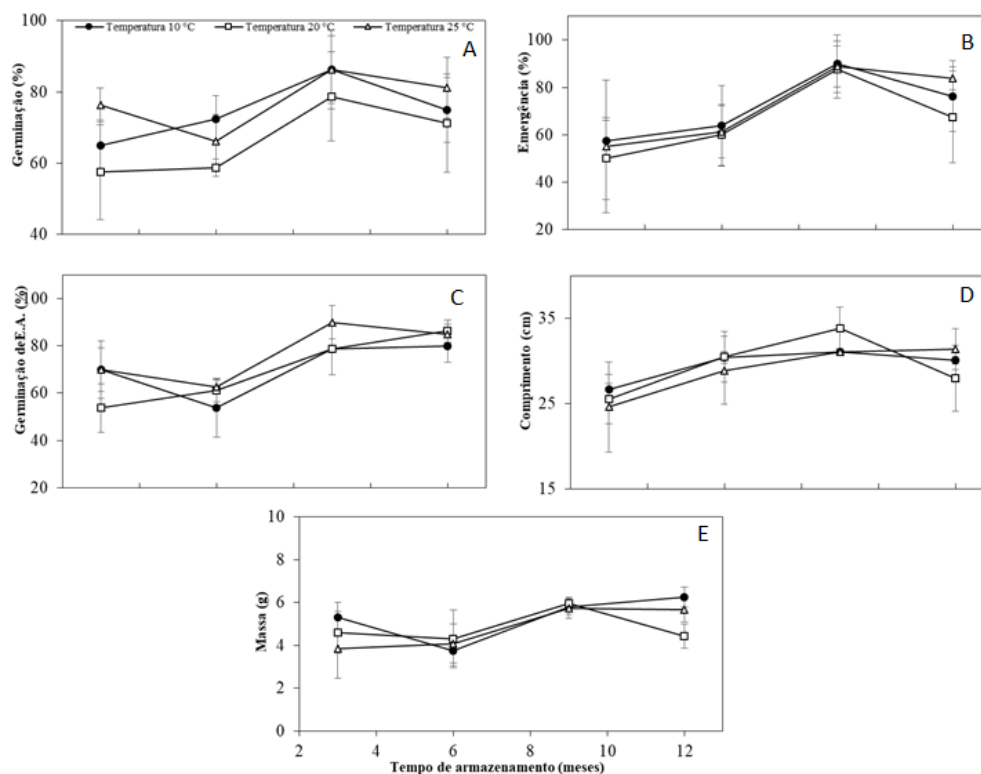 100
80
60
40
Germinação (%)
Temperatura 10 °C Temperatura 20 °C Temperatura 25 °C
A
100
80
60
40
20
Emergência (%)
B
100
80
60
40
20
Germinação de E.A. (%)
C
35
25
15
Comprimento (cm)
D
10
8
6
4
2
0
Massa (g)
E
2 4 6 8 10 12
Tempo de armazenamento (meses)